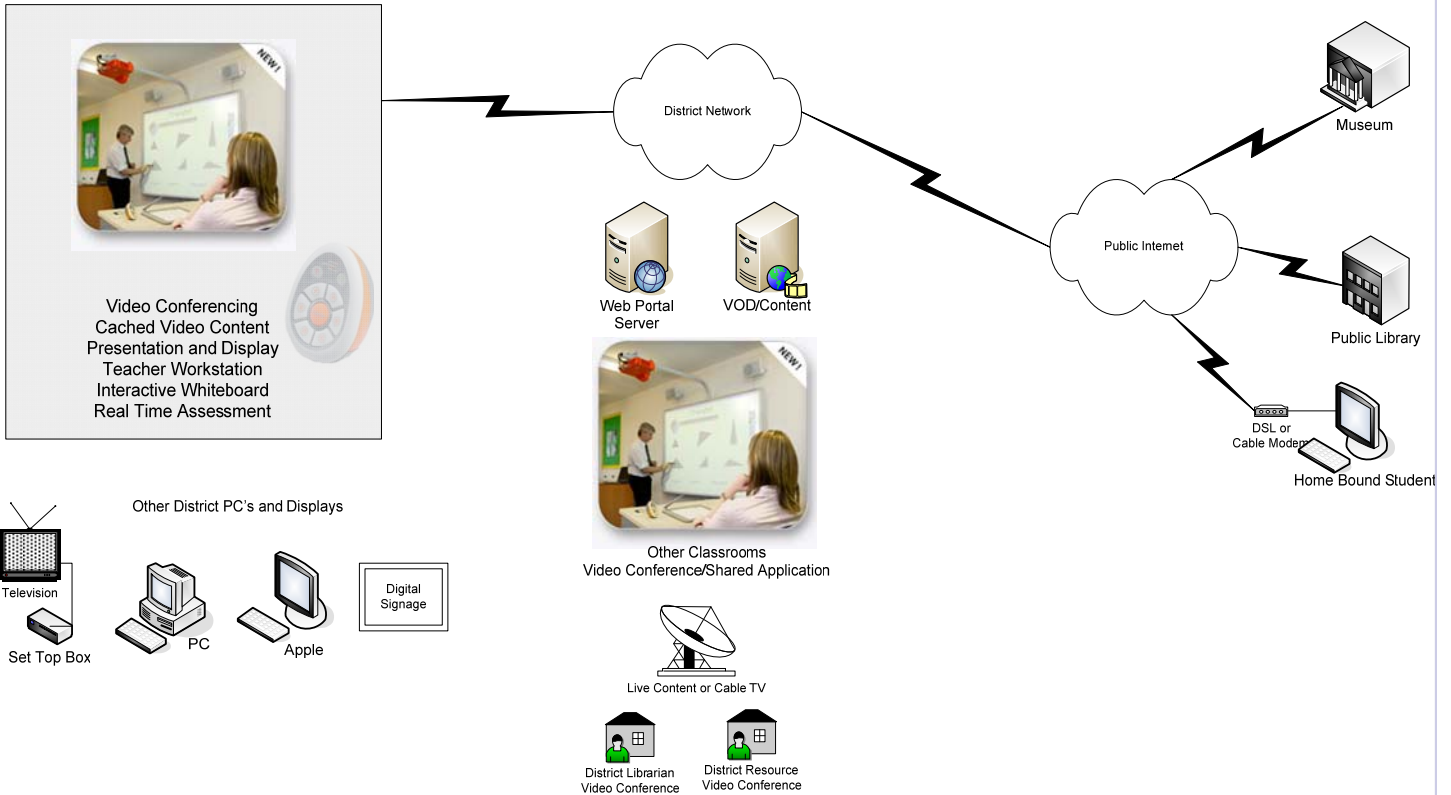 NEW!
Video Conferencing
Cached Video Content
Presentation and Display
Teacher Workstation
Interactive Whiteboard
Real Time Assessment
District Network
Web Portal
Server
VOD/Content
NEW!
Other Classrooms
Video Conference/Shared Application
Live Content or Cable TV
District Librarian
Video Conference
District Resource
Video Conference
Public Internet
Museum
Public Library
DSL or
Cable Modem
Home Bound Student
Other District PC's and Displays
Television
Set Top Box
PC
Apple
Digital
Signage